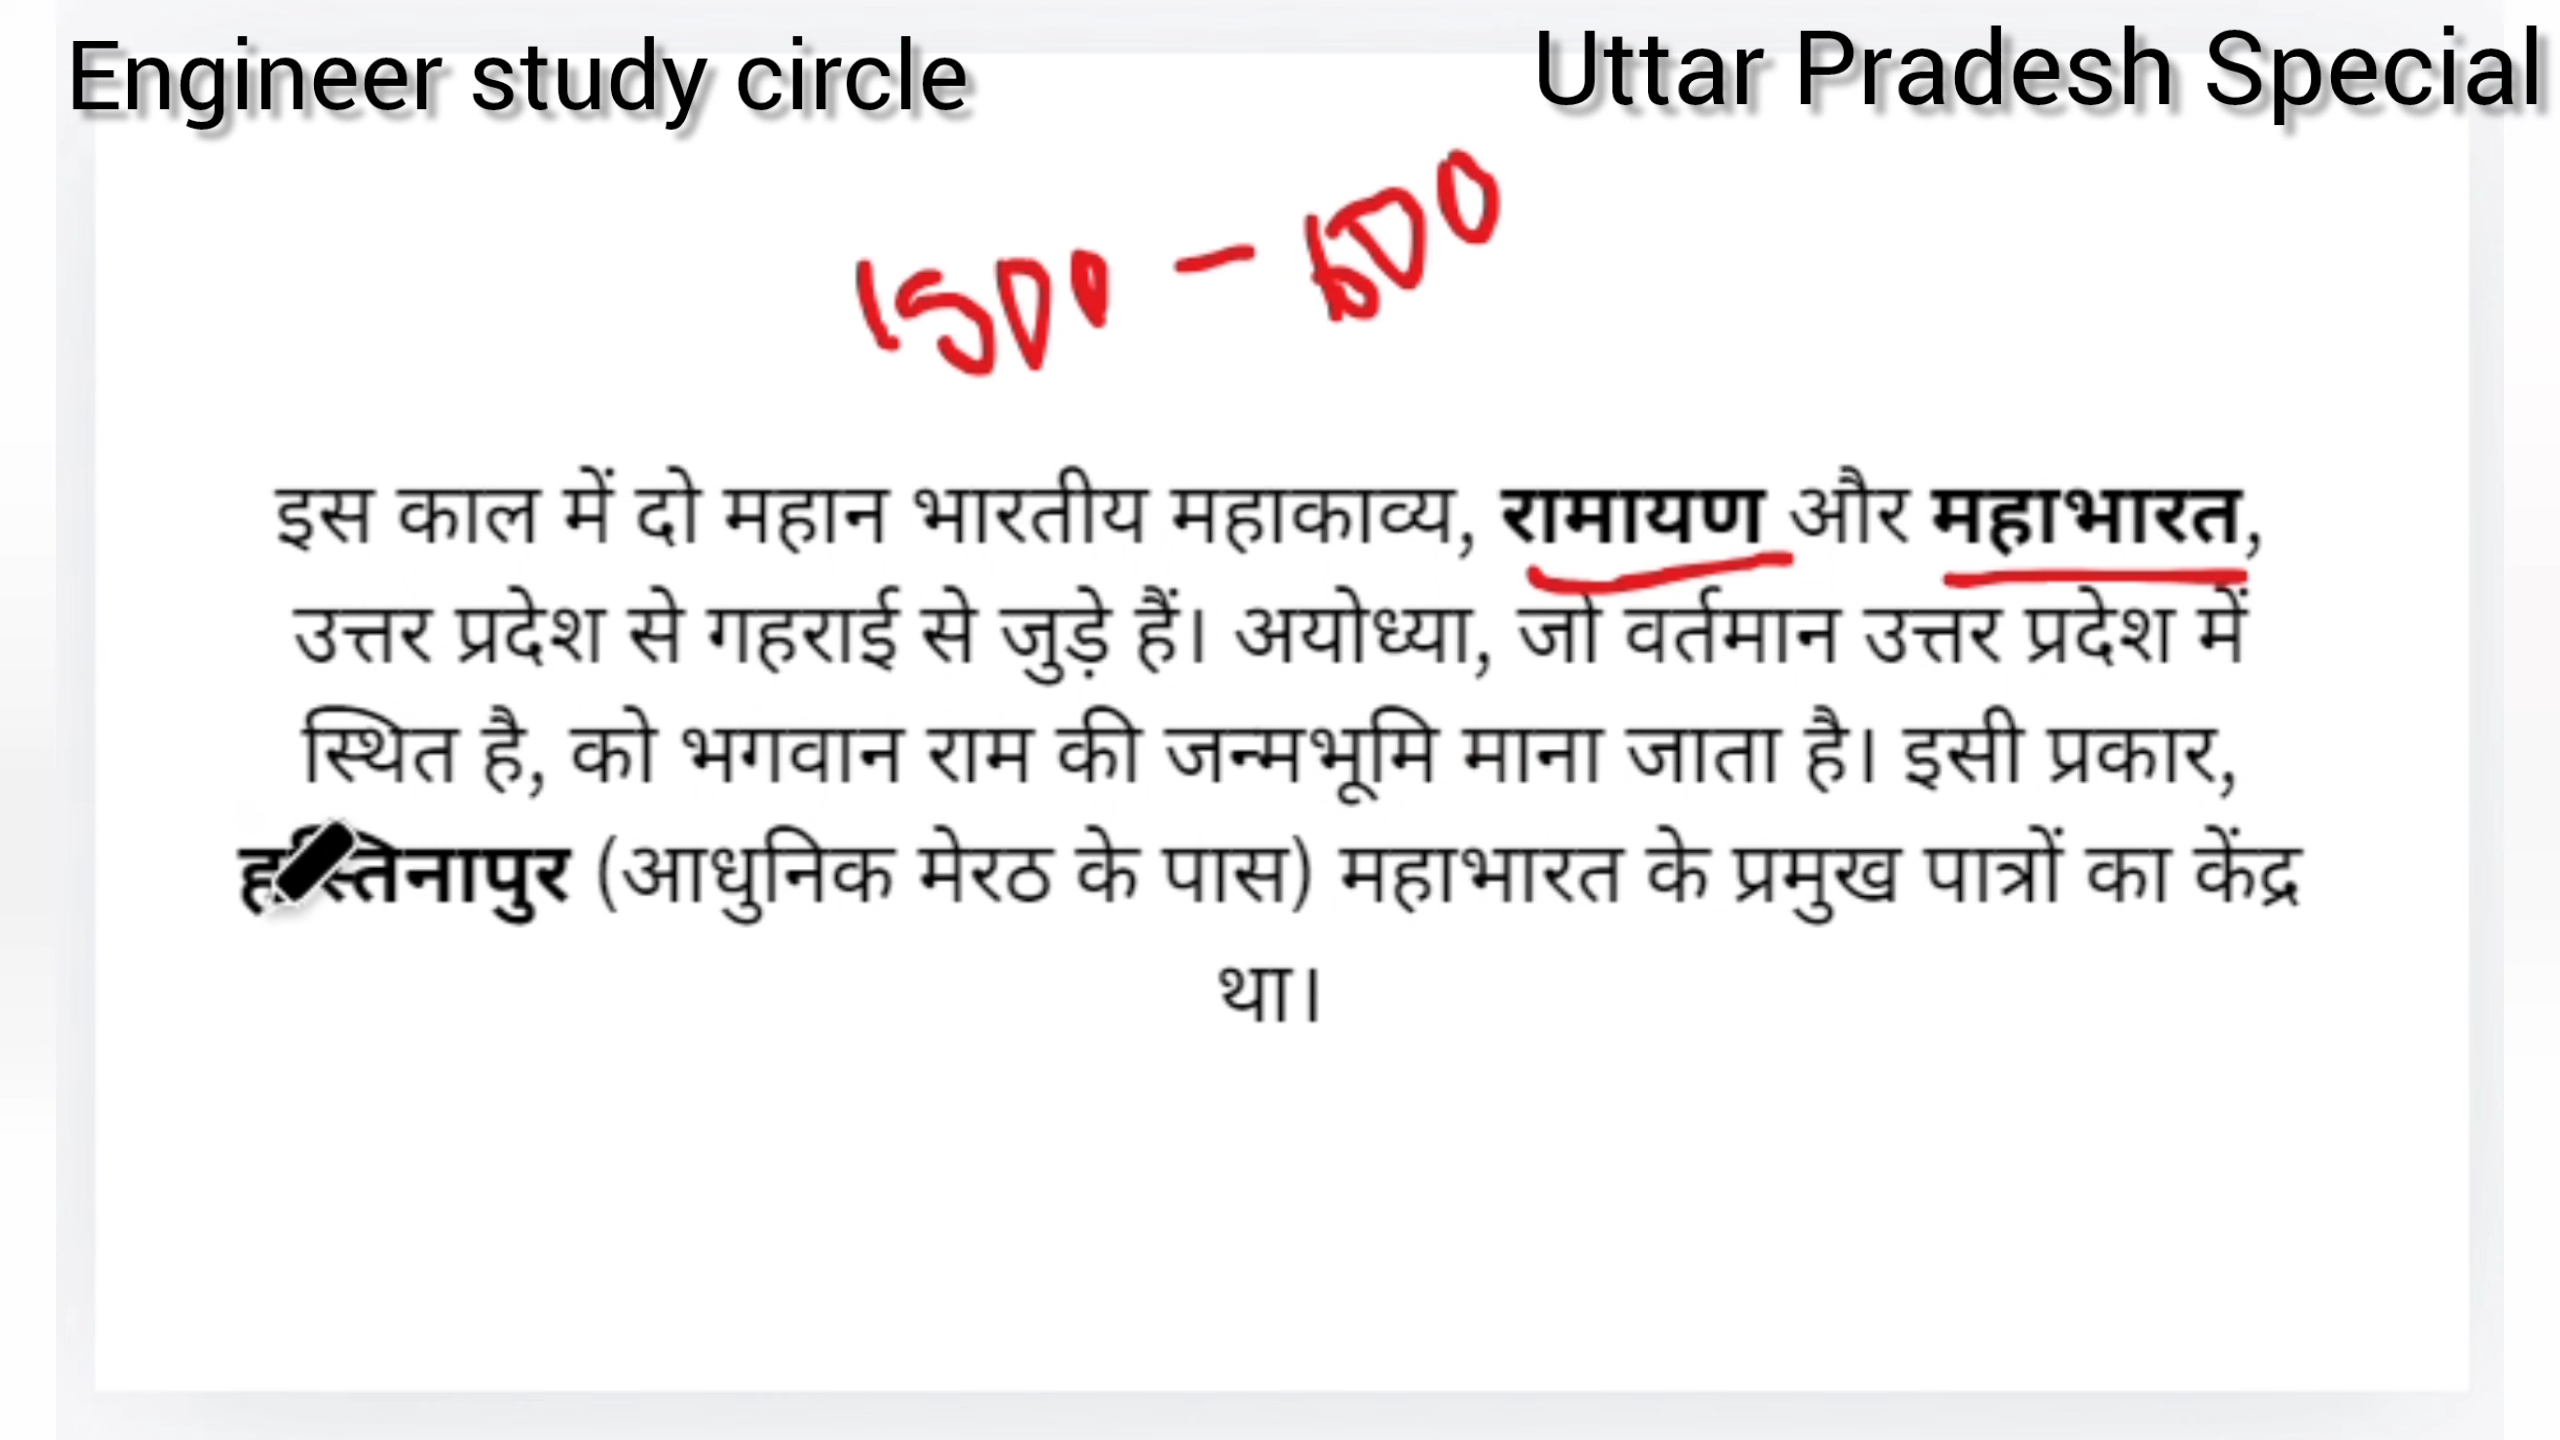 Engineer study circle
Uttar Pradesh Special
1500 - 600
इस काल में दो महान भारतीय महाकाव्य, रामायण और महाभारत,
उत्तर प्रदेश से गहराई से जुड़े हैं। अयोध्या, जो वर्तमान उत्तर प्रदेश में
स्थित है, को भगवान राम की जन्मभूमि माना जाता है। इसी प्रकार,
हस्तिनापुर (आधुनिक मेरठ के पास) महाभारत के प्रमुख पात्रों का केंद्र
था।